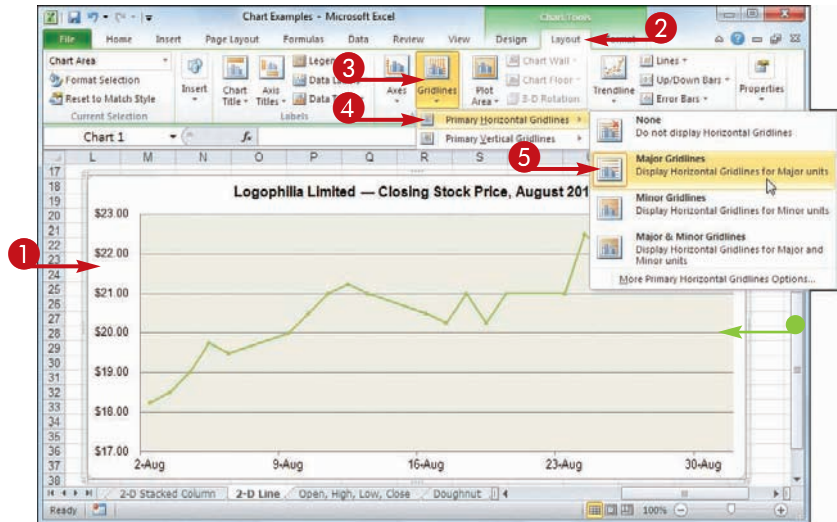 Chart Examples - Microsoft Excel
Chart Tools
File Home Insert Page Layout Formulas Data Review View Design Layout Format
2
Chart Area
Format Selection
Reset to Match Style
Current Selection
Insert
Chart Title
Axis Titles
Data
Data T
Labels
3
Axes
Gridlines
Plot Area
Chart Wall
Chart Floor
3-D Rotation
Trendline
Lines
Up/Down Bars
Error Bars
Properties
4
Primary Horizontal Gridlines
Primary Vertical Gridlines
None
Do not display Horizontal Gridlines
5
Major Gridlines
Display Horizontal Gridlines for Major units
Minor Gridlines
Display Horizontal Gridlines for Minor units
Major & Minor Gridlines
Display Horizontal Gridlines for Major and
Minor units
More Primary Horizontal Gridlines Options...
Chart 1
fx
L M N O P Q R S
17
18
19
20
21
22
23
24
25
26
27
28
29
30
31
32
33
34
35
36
37
38
Logophilia Limited — Closing Stock Price, August 201
1
$23.00
$22.00
$21.00
$20.00
$19.00
$18.00
$17.00
2-Aug 9-Aug 16-Aug 23-Aug 30-Aug
2-D Stacked Column 2-D Line Open, High, Low, Close Doughnut
Ready
100%